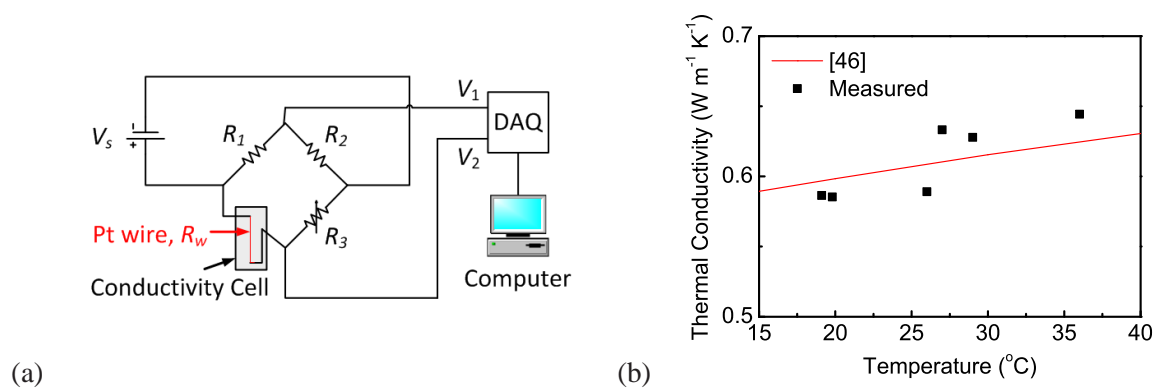 V1
DAQ
V2
Vs
-
+
R1
R2
R3
Pt wire, Rw
Conductivity Cell
Computer
(a)
0.7
0.6
0.5
Thermal Conductivity (W m-1 K-1)
[46]
Measured
15 20 25 30 35 40
Temperature (oC)
(b)